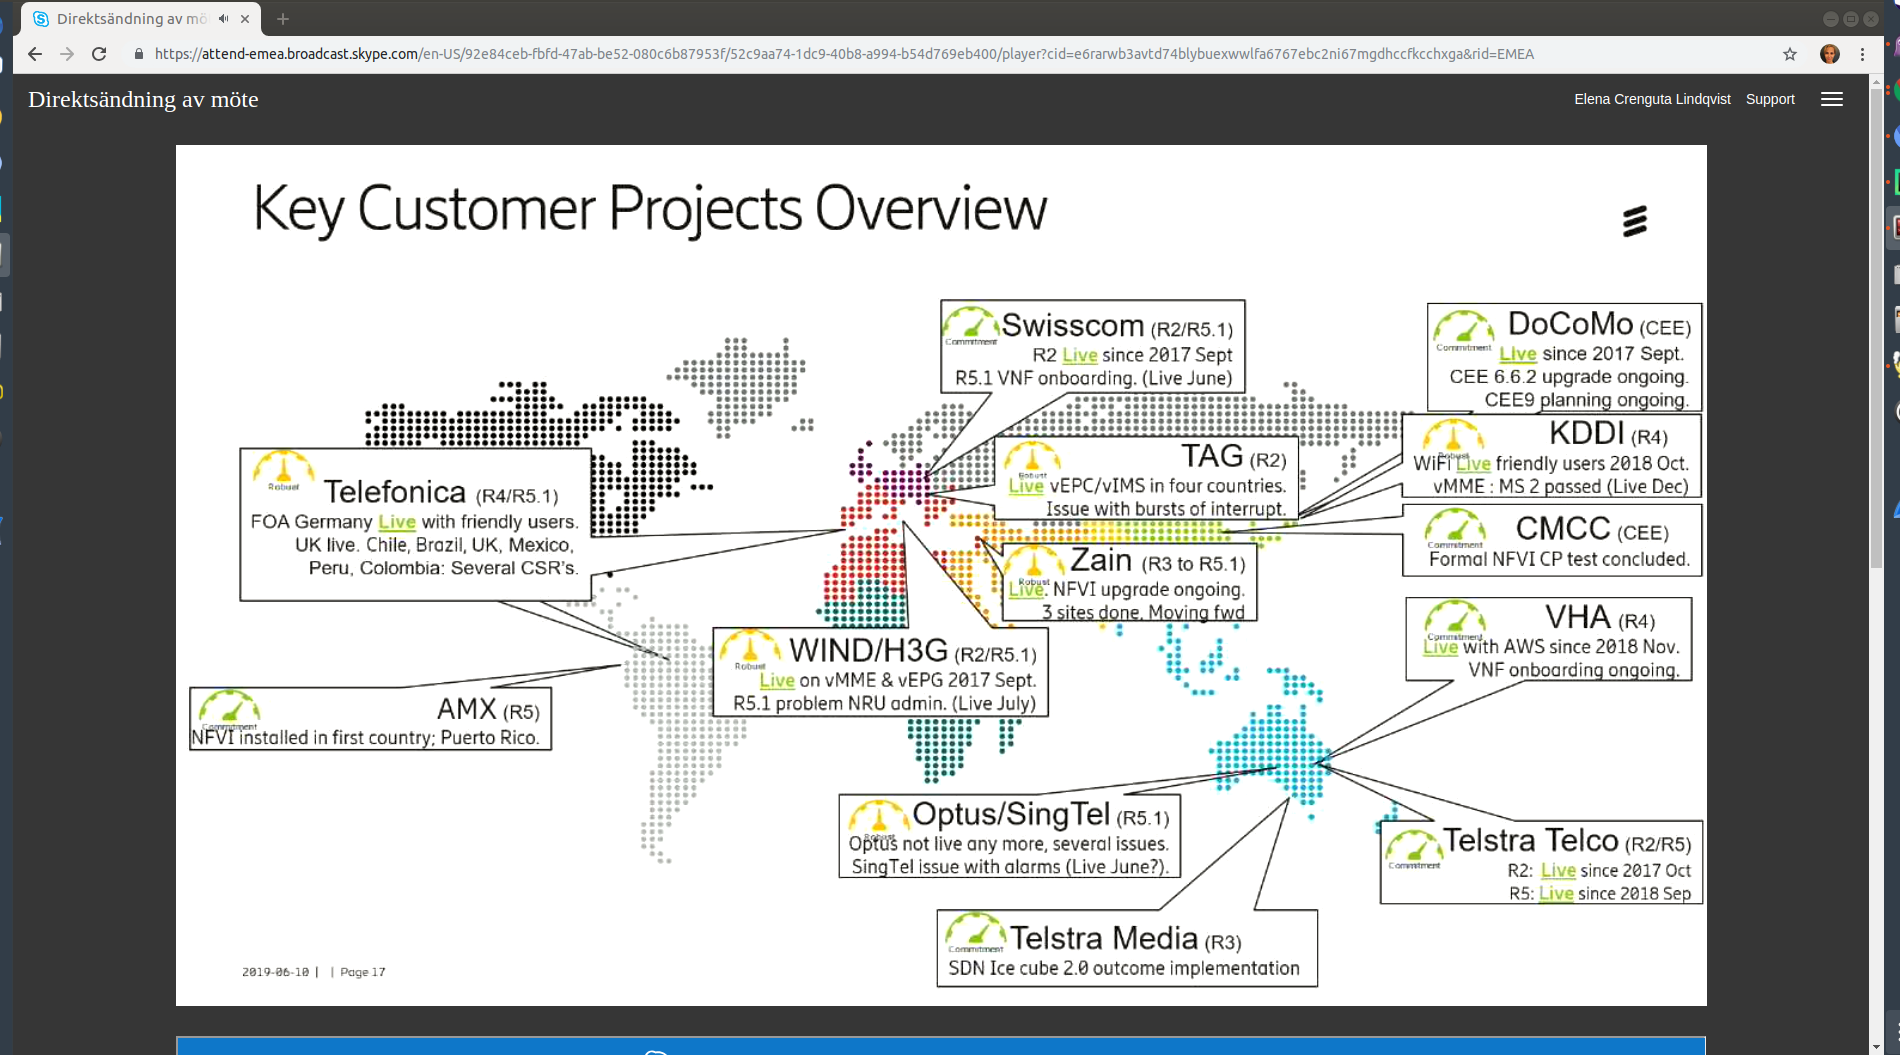 Direktsändning av mö
https://attend-emea.broadcast.skype.com/en-US/92e84ceb-fbfd-47ab-be52-080c6b87953f/52c9aa74-1dc9-40b8-a994-b54d769eb400/player?cid=e6rarwb3avtd74blybuexwwlfa6767ebc2ni67mgdhccfkcchxga&rid=EMEA
Direktsändning av möte
Elena Crenguta Lindqvist Support
Key Customer Projects Overview
Commitment
Swisscom (R2/R5.1)
R2 Live since 2017 Sept
R5.1 VNF onboarding. (Live June)
Commitment
DoCoMo (CEE)
Live since 2017 Sept.
CEE 6.6.2 upgrade ongoing.
CEE9 planning ongoing.
Robust
KDDI (R4)
WiFi Live friendly users 2018 Oct.
vMME : MS 2 passed (Live Dec)
Robust
TAG (R2)
Live vEPC/vIMS in four countries.
Issue with bursts of interrupt.
Robust
Telefonica (R4/R5.1)
FOA Germany Live with friendly users.
UK live. Chile, Brazil, UK, Mexico,
Peru, Colombia: Several CSR's.
Commitment
CMCC (CEE)
Formal NFVI CP test concluded.
Robust
Zain (R3 to R5.1)
Live. NFVI upgrade ongoing.
3 sites done. Moving fwd
Commitment
VHA (R4)
Live with AWS since 2018 Nov.
VNF onboarding ongoing.
Robust
WIND/H3G (R2/R5.1)
Live on vMME & vEPG 2017 Sept.
R5.1 problem NRU admin. (Live July)
Commitment
AMX (R5)
NFVI installed in first country; Puerto Rico.
Robust
Optus/SingTel (R5.1)
Optus not live any more, several issues.
SingTel issue with alarms (Live June?).
Commitment
Telstra Telco (R2/R5)
R2: Live since 2017 Oct
R5: Live since 2018 Sep
Commitment
Telstra Media (R3)
SDN Ice cube 2.0 outcome implementation
2019-06-10 | | Page 17